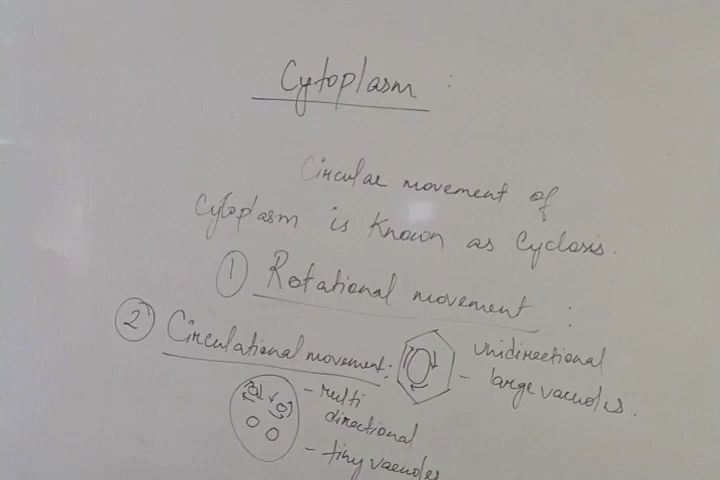 Cytoplasm :
Circular movement of
Cytoplasm is known as Cyclosis.
① Rotational movement :
unidirectional
- large vacuoles.
② Circulational movement:
- multi
directional
- tiny vacuoles